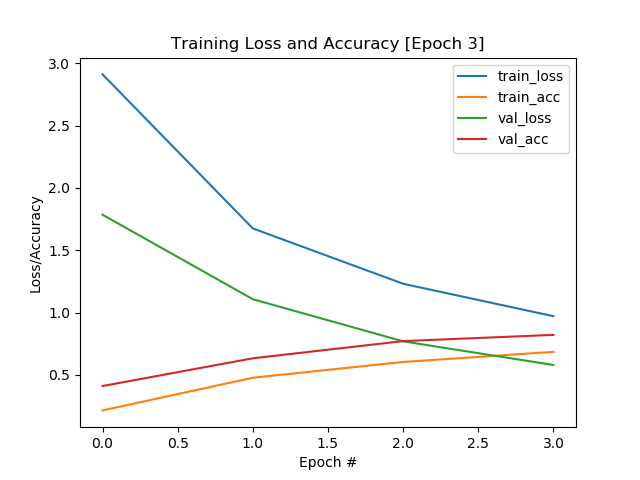 Training Loss and Accuracy [Epoch 3]
3.0
2.5
2.0
1.5
1.0
0.5
Loss/Accuracy
train_loss
train_acc
val_loss
val_acc
0.0 0.5 1.0 1.5 2.0 2.5 3.0
Epoch #